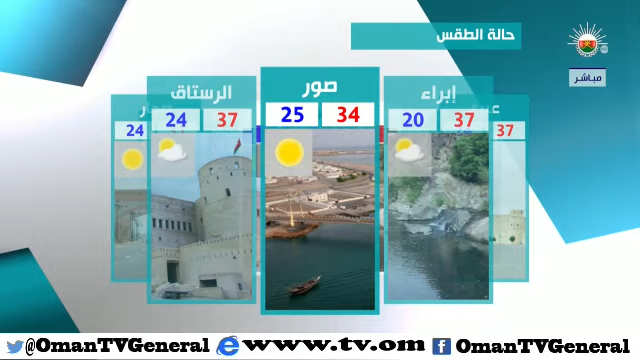 حالة الطقس
مباشر
إبراء
37 20
صور
34 25
الرستاق
37 24
37
24
@OmanTVGeneral www.tv.om OmanTVGeneral